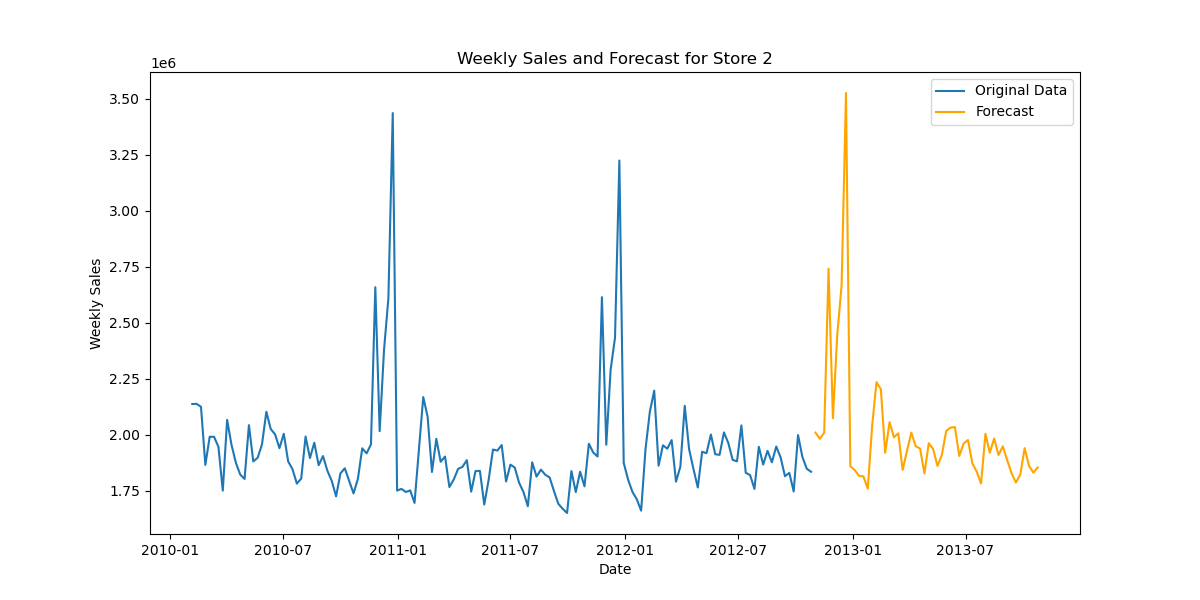 Weekly Sales and Forecast for Store 2
1e6
Original Data
Forecast
3.50
3.25
3.00
2.75
2.50
2.25
2.00
1.75
Weekly Sales
2010-01
2010-07
2011-01
2011-07
2012-01
2012-07
2013-01
2013-07
Date